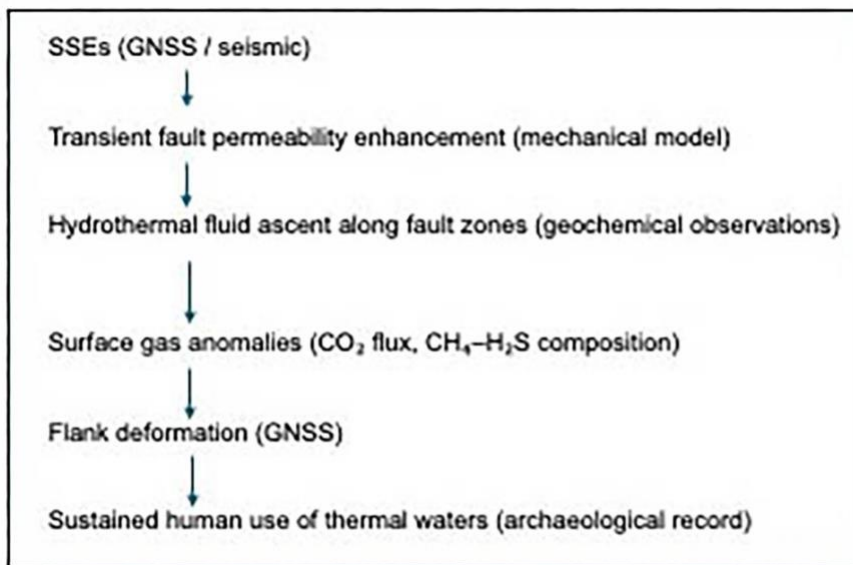 SSEs (GNSS / seismic)
Transient fault permeability enhancement (mechanical model)
Hydrothermal fluid ascent along fault zones (geochemical observations)
Surface gas anomalies (CO₂ flux, CH₄–H₂S composition)
Flank deformation (GNSS)
Sustained human use of thermal waters (archaeological record)